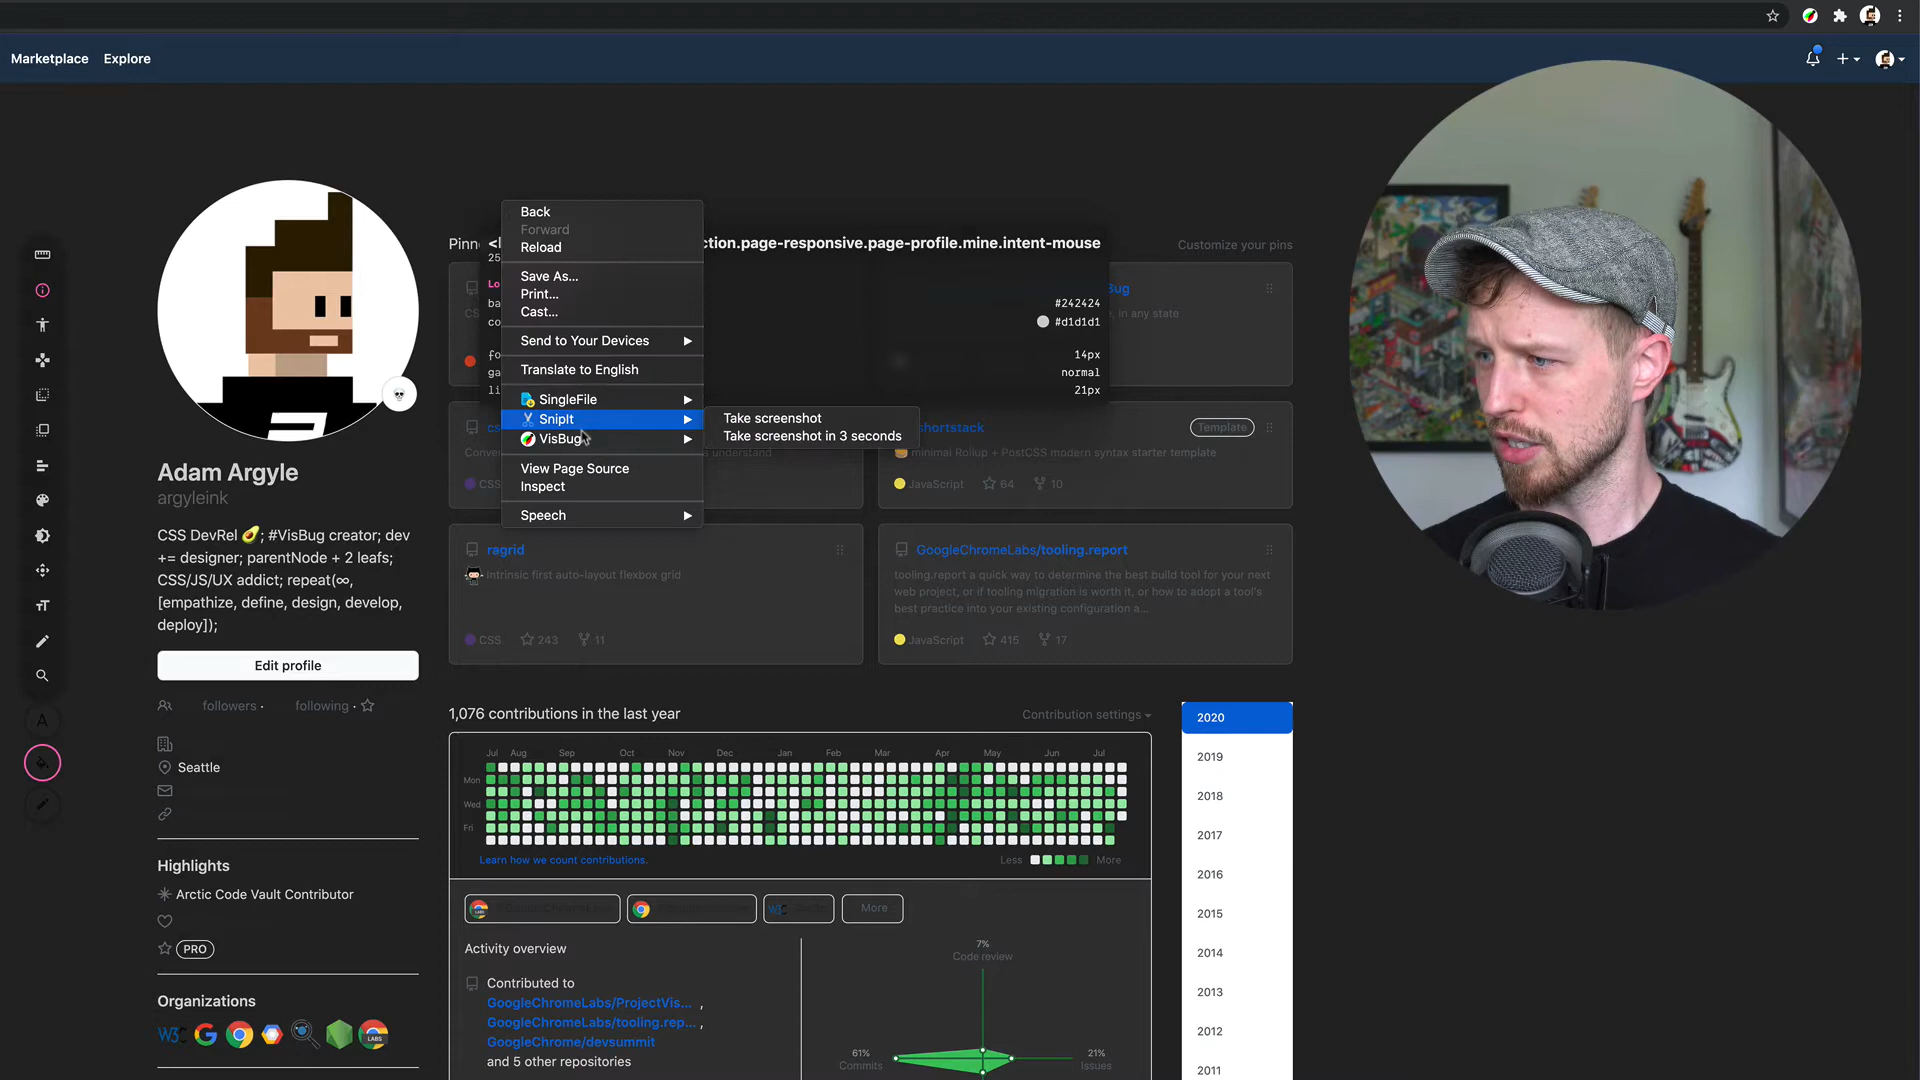 Marketplace Explore
Back
Forward
Reload
Save As...
Print...
Cast...
Send to Your Devices
Translate to English
SingleFile
SnipIt
VisBug
View Page Source
Inspect
Speech
Take screenshot
Take screenshot in 3 seconds
ction.page-responsive.page-profile.mine.intent-mouse
#242424
#d1d1d1
14px
normal
21px
Customize your pins
Bug
, in any state
shortstack
Template
minimal Rollup + PostCSS modern syntax starter template
JavaScript 64 10
CSS
ragrid
Intrinsic first auto-layout flexbox grid
CSS 243 11
GoogleChromeLabs/tooling.report
tooling.report a quick way to determine the best build tool for your next
web project, or if tooling migration is worth it, or how to adopt a tool's
best practice into your existing configuration a...
JavaScript 415 17
Adam Argyle
argyleink
CSS DevRel 🥑; #VisBug creator; dev
+= designer; parentNode + 2 leafs;
CSS/JS/UX addict; repeat(∞,
[empathize, define, design, develop,
deploy]);
Edit profile
followers · following ·
Seattle
Highlights
Arctic Code Vault Contributor
PRO
Organizations
W3C G LABS
1,076 contributions in the last year
Contribution settings
Jul Aug Sep Oct Nov Dec Jan Feb Mar Apr May Jun Jul
Mon
Wed
Fri
Learn how we count contributions.
Less More
More
Activity overview
Contributed to
GoogleChromeLabs/ProjectVis... ,
GoogleChromeLabs/tooling.rep... ,
GoogleChrome/devsummit
and 5 other repositories
7%
Code review
61%
Commits
21%
Issues
2020
2019
2018
2017
2016
2015
2014
2013
2012
2011